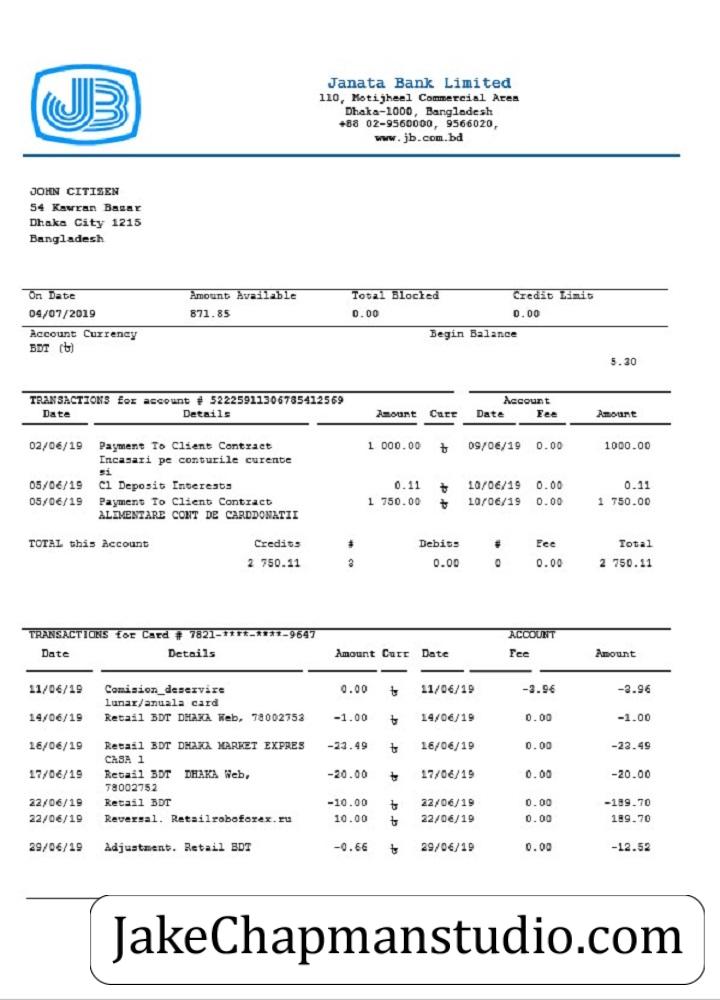 JB
Janata Bank Limited
110, Motijheel Commercial Area
Dhaka-1000, Bangladesh
+88 02-9560000, 9566020,
www.jb.com.bd
JOHN CITIZEN
54 Kawran Bazar
Dhaka City 1215
Bangladesh
On Date Amount Available Total Blocked Credit Limit
04/07/2019 871.85 0.00 0.00
Account Currency Begin Balance
BDT (৳)
5.30
TRANSACTIONS for account # 52225911306785412569 Account
Date Details Amount Curr Date Fee Amount
02/06/19 Payment To Client Contract 1 000.00 ৳ 09/06/19 0.00 1000.00
Incasari pe conturile curente
si
05/06/19 Cl Deposit Interests 0.11 ৳ 10/06/19 0.00 0.11
05/06/19 Payment To Client Contract 1 750.00 ৳ 10/06/19 0.00 1 750.00
ALIMENTARE CONT DE CARDDONATII
TOTAL this Account Credits # Debits # Fee Total
2 750.11 3 0.00 0 0.00 2 750.11
TRANSACTIONS for Card # 7821-****-****-9647 ACCOUNT
Date Details Amount Curr Date Fee Amount
11/06/19 Comision_deservire 0.00 ৳ 11/06/19 -3.96 -3.96
lunar/anuala card
14/06/19 Retail BDT DHAKA Web, 78002753 -1.00 ৳ 14/06/19 0.00 -1.00
16/06/19 Retail BDT DHAKA MARKET EXPRES -23.49 ৳ 16/06/19 0.00 -23.49
CASA 1
17/06/19 Retail BDT DHAKA Web, -20.00 ৳ 17/06/19 0.00 -20.00
78002752
22/06/19 Retail BDT -10.00 ৳ 22/06/19 0.00 -189.70
22/06/19 Reversal. Retailroboforex.ru 10.00 ৳ 22/06/19 0.00 189.70
29/06/19 Adjustment. Retail BDT -0.66 ৳ 29/06/19 0.00 -12.52
JakeChapmanstudio.com